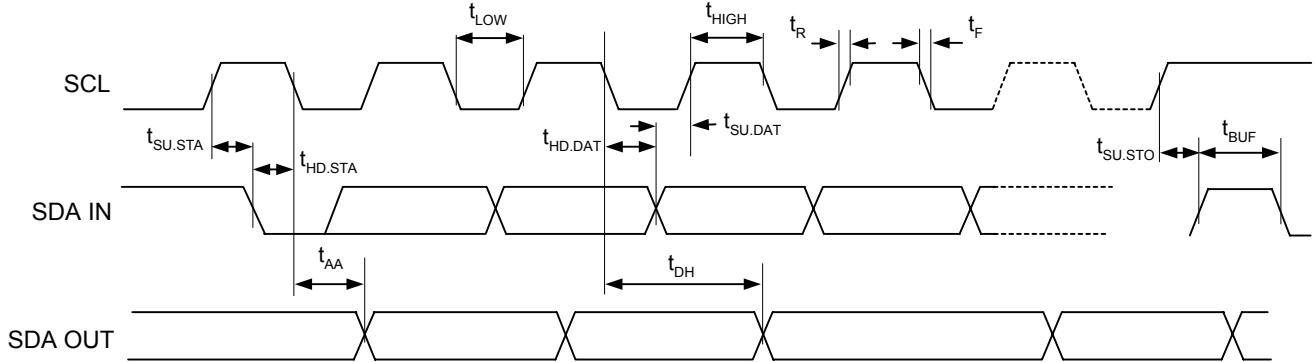 tLOW
tHIGH
tR
tF
SCL
tSU.STA
tHD.STA
tHD.DAT
tSU.DAT
tSU.STO
tBUF
SDA IN
tAA
tDH
SDA OUT